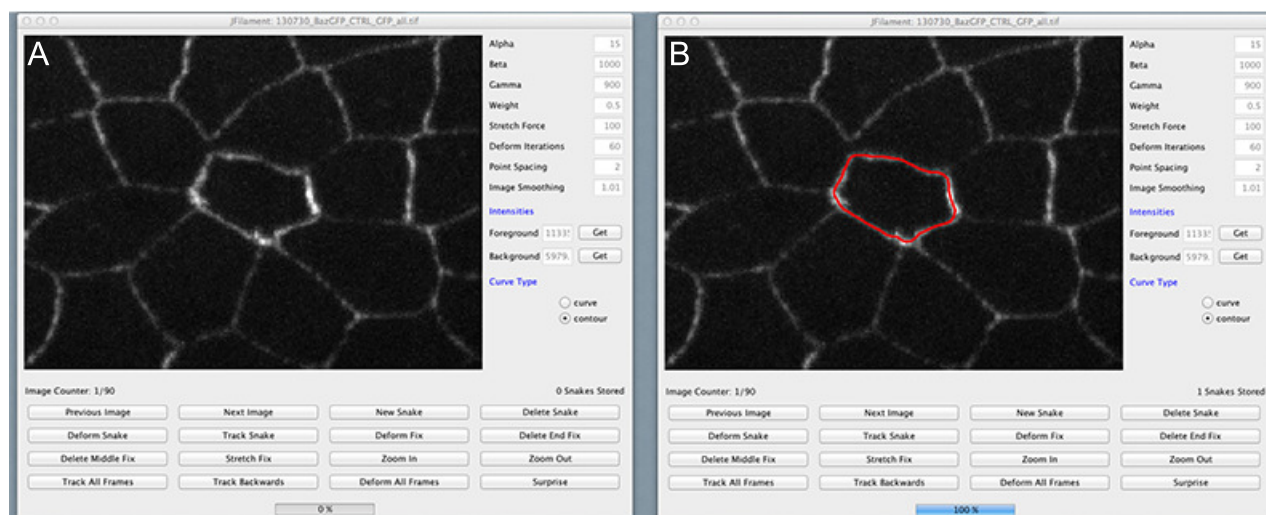 JFilament: 130730_BazGFP_CTRL_GFP_all.tif
A
Alpha 15
Beta 1000
Gamma 900
Weight 0.5
Stretch Force 100
Deform Iterations 60
Point Spacing 2
Image Smoothing 1.01
Intensities
Foreground Get
Background 5979. Get
Curve Type
curve
contour
Image Counter: 1/90 0 Snakes Stored
Previous Image Next Image New Snake Delete Snake
Deform Snake Track Snake Deform Fix Delete End Fix
Delete Middle Fix Stretch Fix Zoom In Zoom Out
Track All Frames Track Backwards Deform All Frames Surprise
0 %
JFilament: 130730_BazGFP_CTRL_GFP_all.tif
B
Alpha 15
Beta 1000
Gamma 900
Weight 0.5
Stretch Force 100
Deform Iterations 60
Point Spacing 2
Image Smoothing 1.01
Intensities
Foreground Get
Background 5979. Get
Curve Type
curve
contour
Image Counter: 1/90 1 Snakes Stored
Previous Image Next Image New Snake Delete Snake
Deform Snake Track Snake Deform Fix Delete End Fix
Delete Middle Fix Stretch Fix Zoom In Zoom Out
Track All Frames Track Backwards Deform All Frames Surprise
100 %